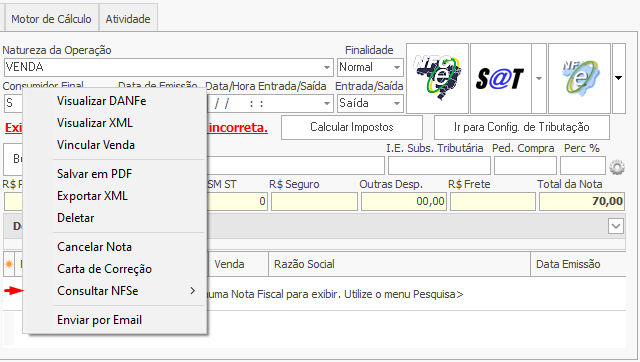 Motor de Cálculo Atividade
Natureza da Operação Finalidade
VENDA Normal
NFC e S@T NF e
Consumidor Final Data de Emissão Data/Hora Entrada/Saída Entrada/Saída
S / / : : Saída
incorreta. Calcular Impostos Ir para Config. de Tributação
I.E. Subs. Tributária Ped. Compra Perc %
R$ SM ST R$ Seguro Outras Desp. R$ Frete Total da Nota
0 00,00 70,00
Venda Razão Social Data Emissão
uma Nota Fiscal para exibir. Utilize o menu Pesquisa>
Visualizar DANFe
Visualizar XML
Vincular Venda
Salvar em PDF
Exportar XML
Deletar
Cancelar Nota
Carta de Correção
Consultar NFSe
Enviar por Email